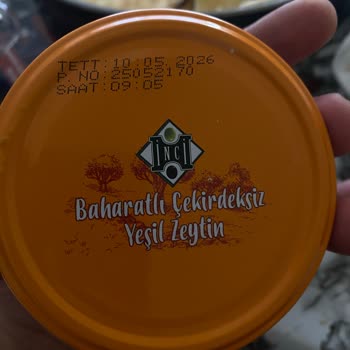 TETT:10.05.2026
P. NO:25052170
SAAT:09:05
İNCİ
Baharatlı Çekirdeksiz
Yeşil Zeytin